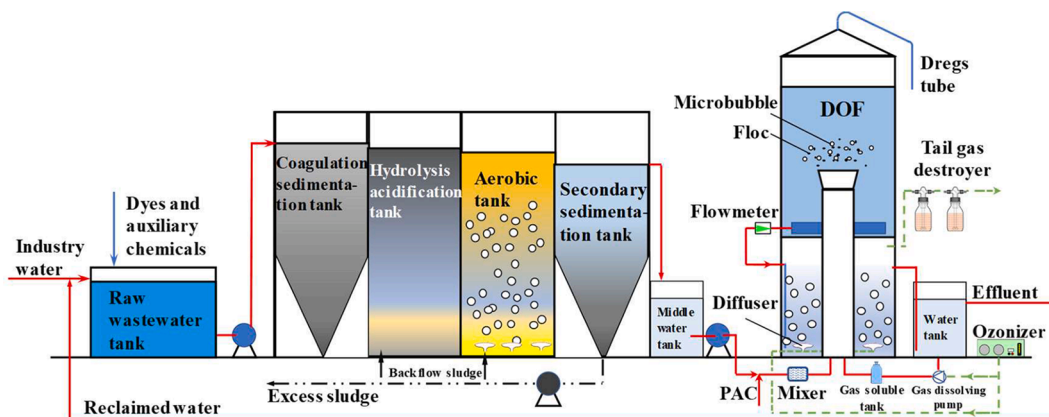 Dyes and
auxiliary
chemicals
Industry
water
Raw
wastewater
tank
Reclaimed water
Coagulation
sedimenta-
tion tank
Hydrolysis
acidification
tank
Aerobic
tank
Secondary
sedimenta-
tion tank
Backflow sludge
Excess sludge
Middle
water
tank
PAC
Mixer
Flowmeter
Diffuser
Microbubble
Floc
DOF
Dregs
tube
Tail gas
destroyer
Gas soluble
tank
Gas dissolving
pump
Water
tank
Effluent
Ozonizer